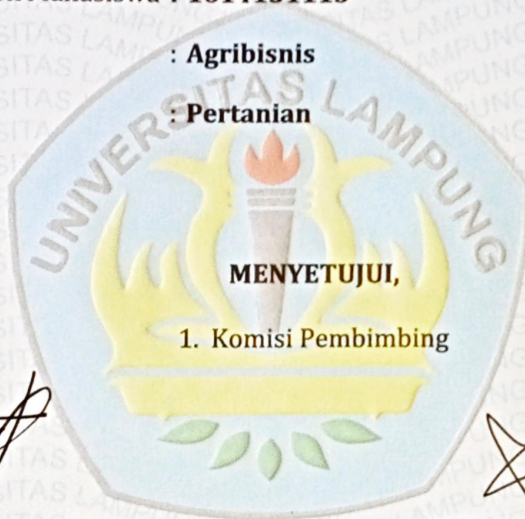 : Agribisnis
: Pertanian
UNIVERSITAS LAMPUNG
MENYETUJUI,
1. Komisi Pembimbing